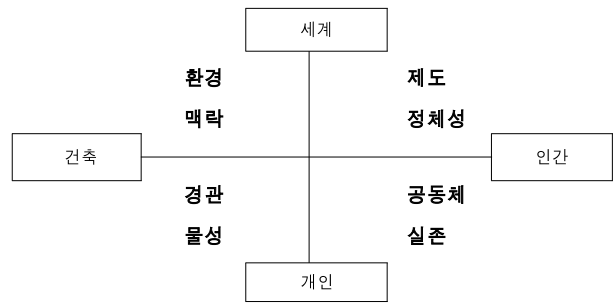 세계
환경 제도
맥락 정체성
건축 인간
경관 공동체
물성 실존
개인